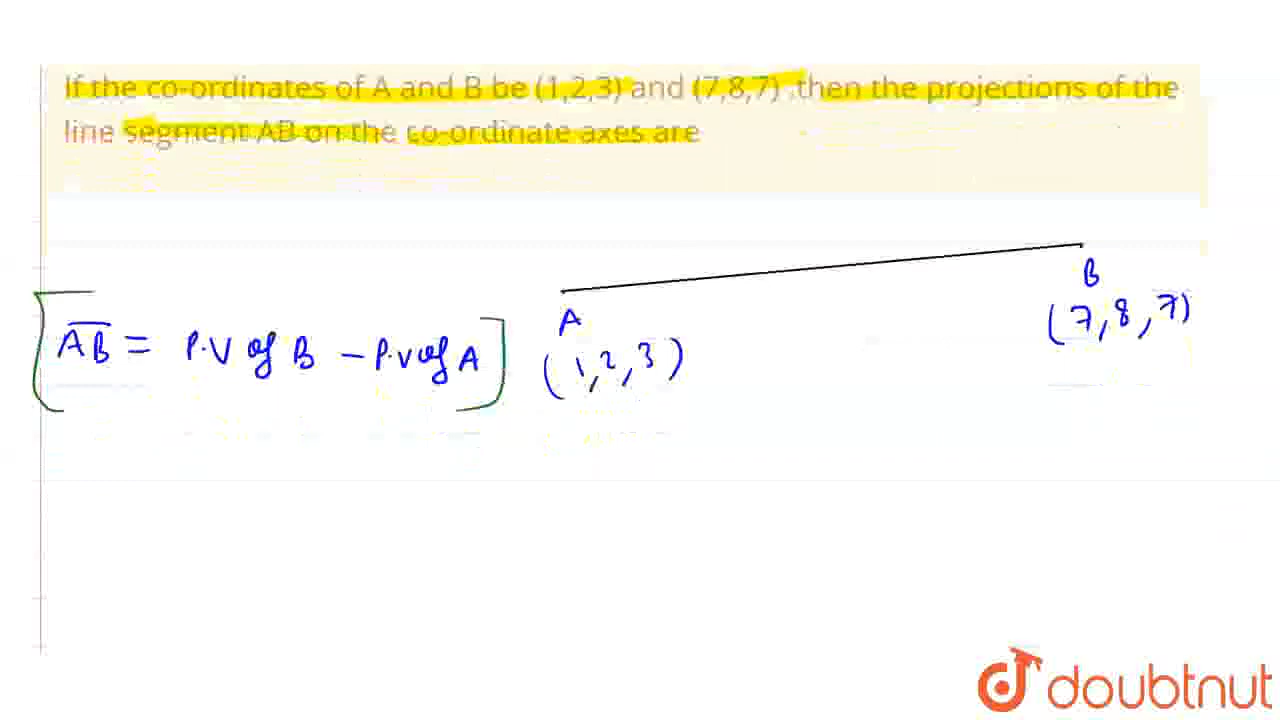 If the co-ordinates of A and B be (1,2,3) and (7,8,7) ,then the projections of the
line segment AB on the co-ordinate axes are
A B
(1,2,3) (7,8,7)
[AB = P.V of B - P.V of A]
doubtnut